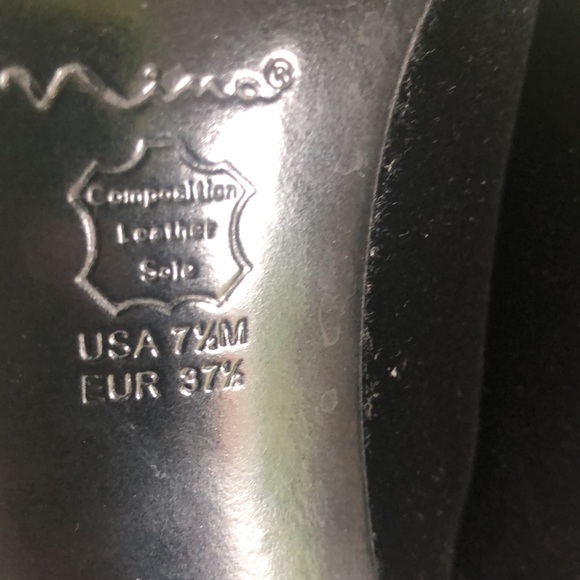 Composition
Leather
Sole
USA 7½M
EUR 37½